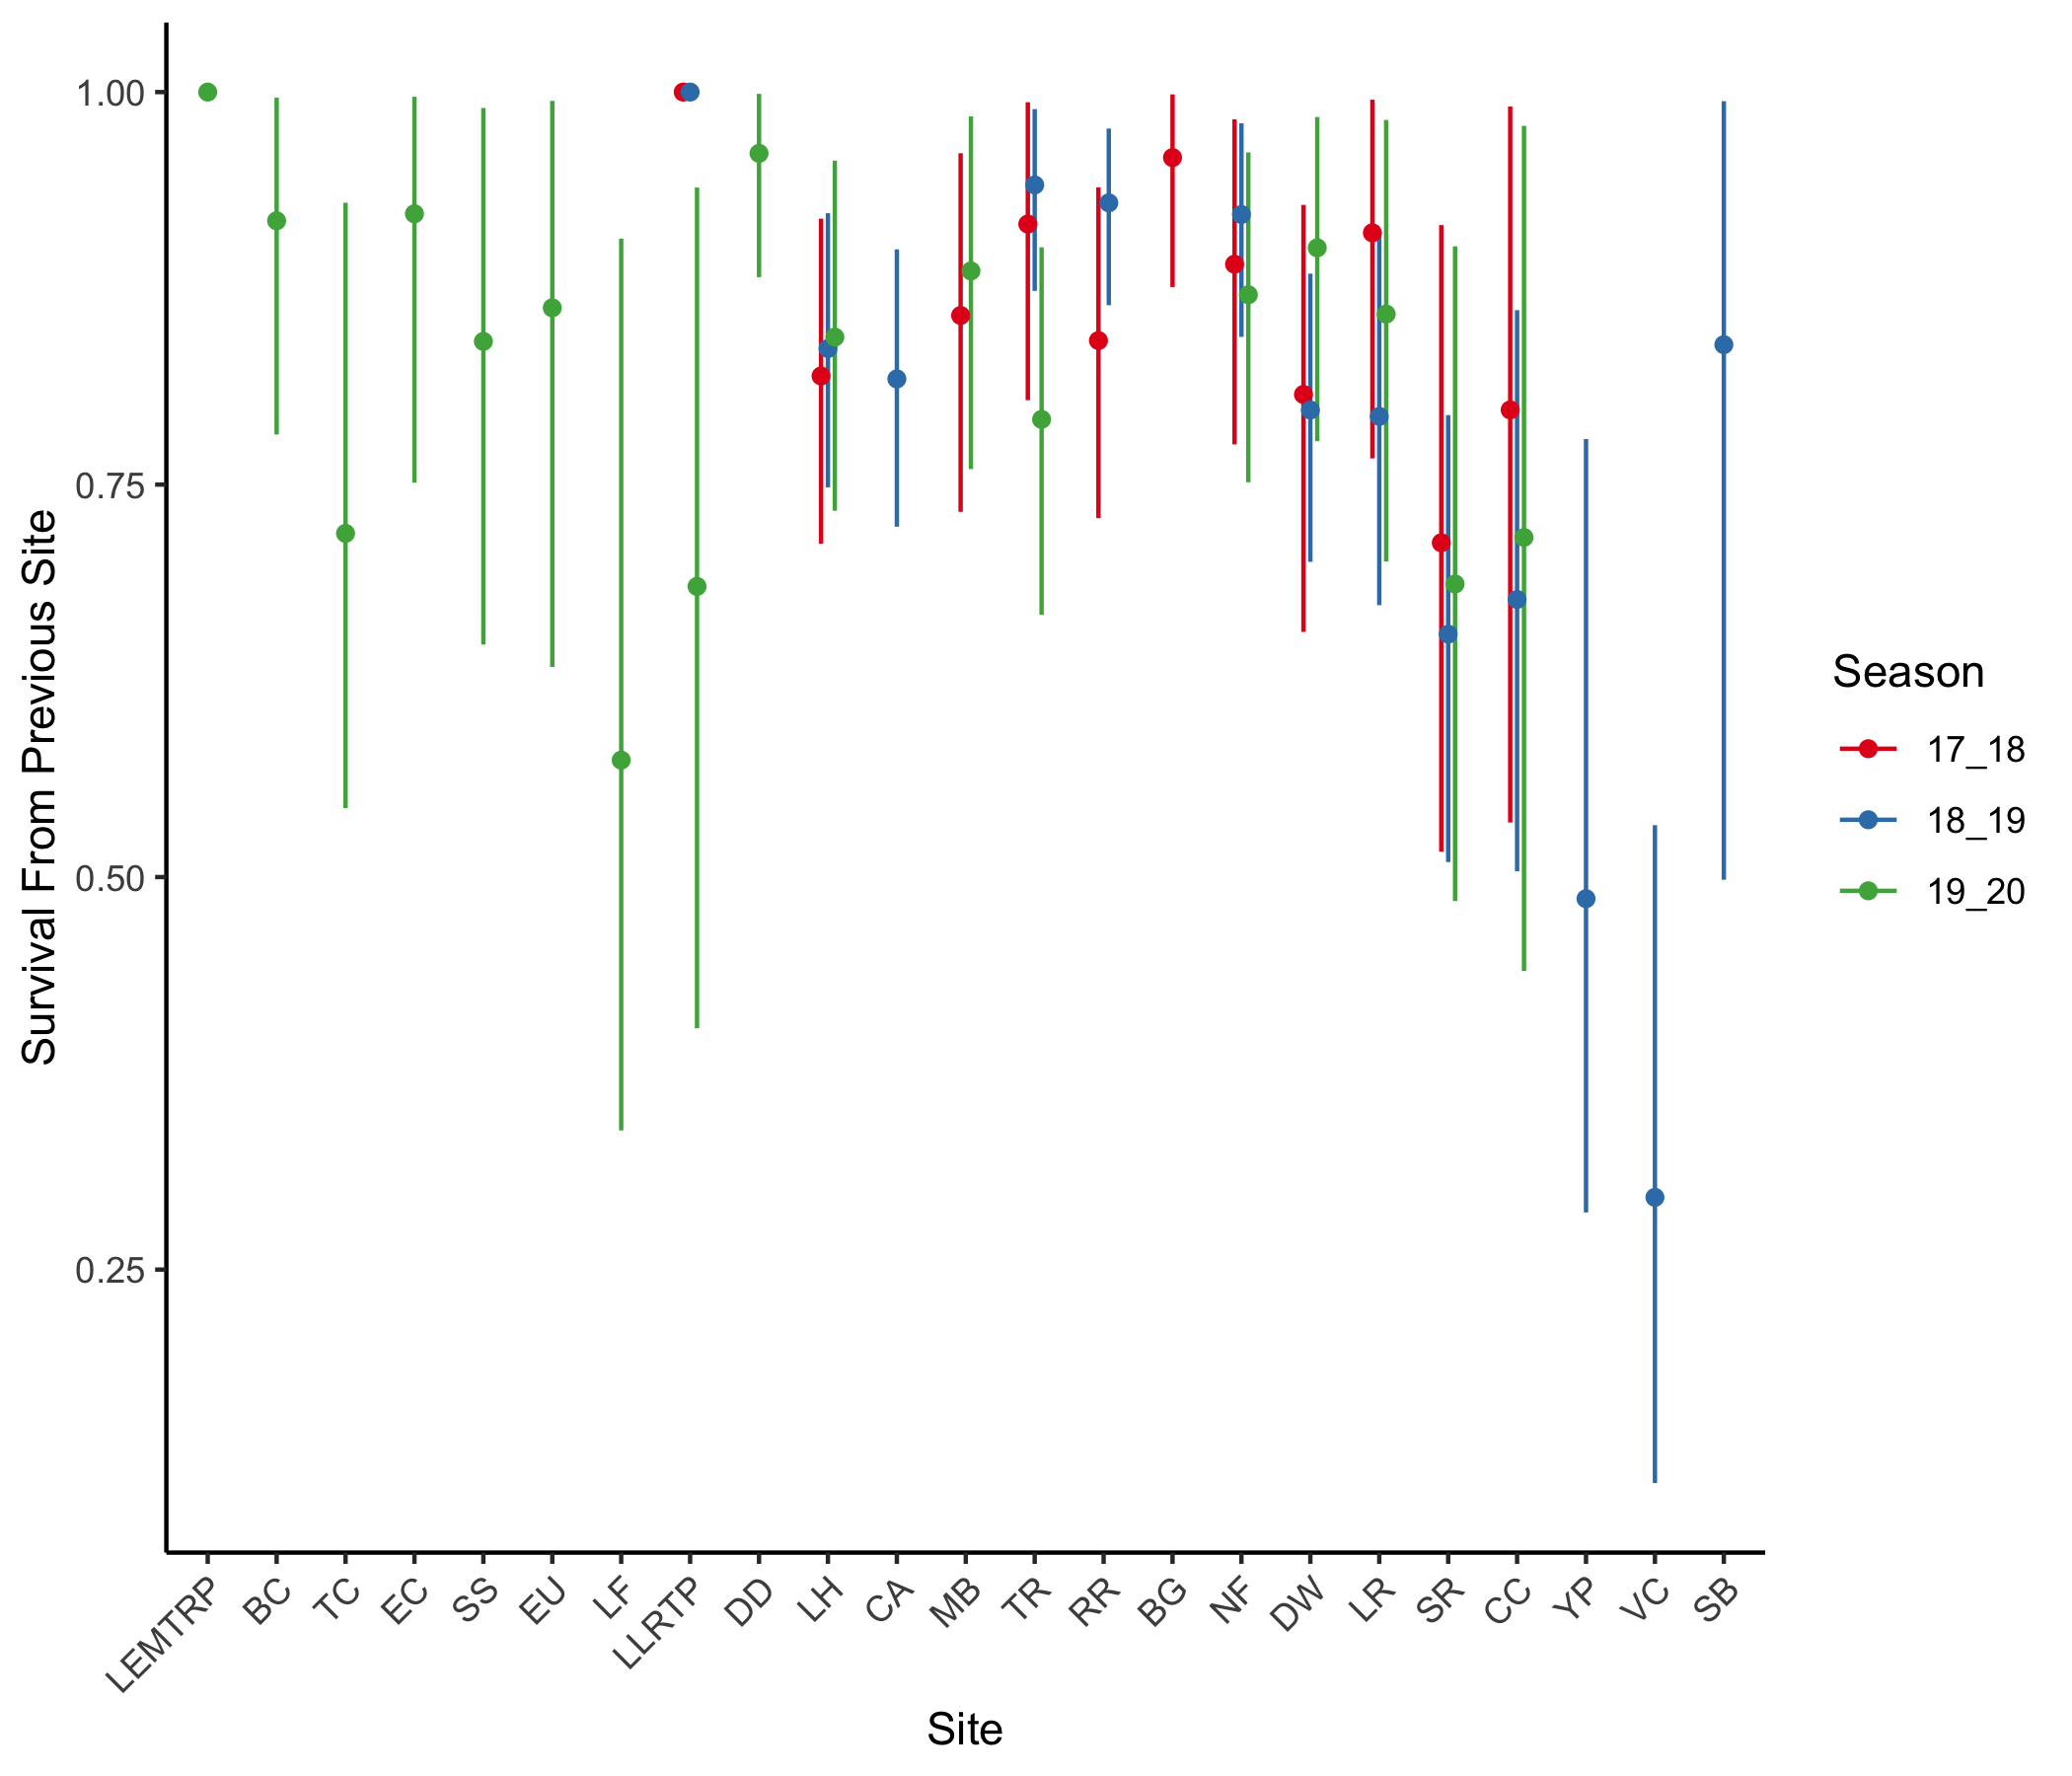 Survival From Previous Site
1.00
0.75
0.50
0.25
LEMTRP BC TC EC SS EU LF LLRTP DD LH CA MB TR RR BG NF DW LR SR CC YP VC SB
Site
Season
17_18
18_19
19_20